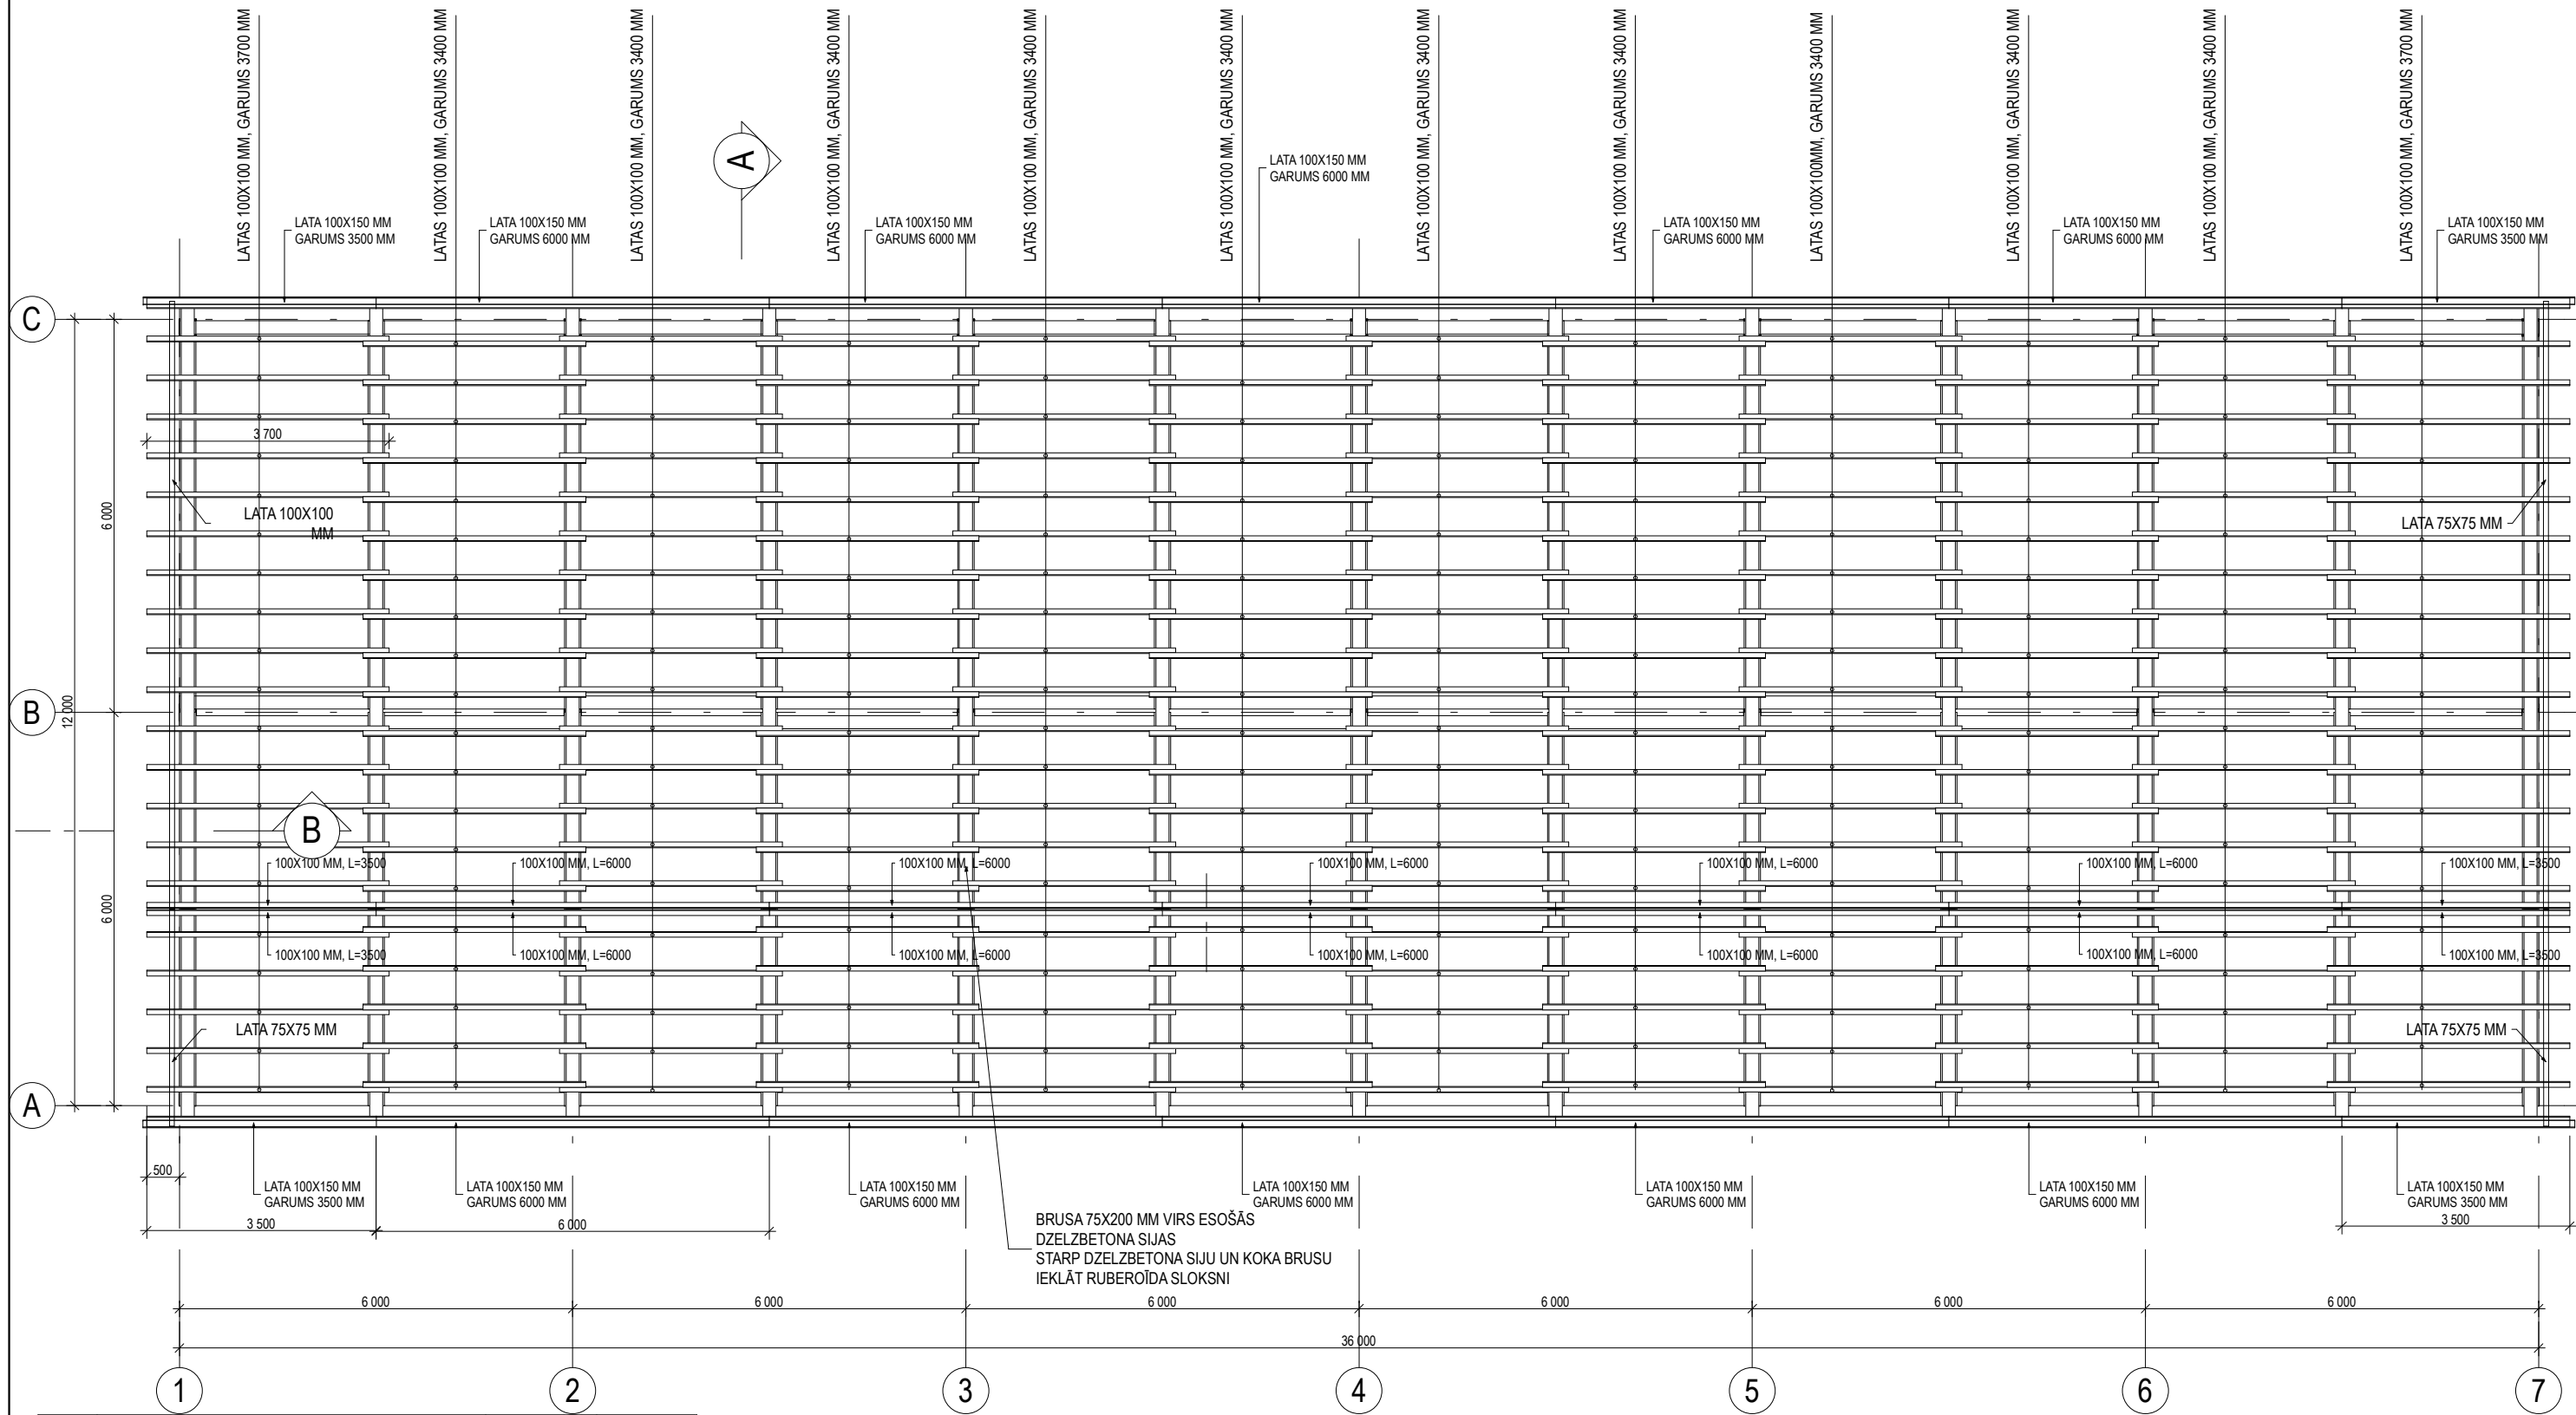 LATAS 100X100 MM, GARUMS 3700 MM
LATAS 100X100 MM, GARUMS 3400 MM
LATAS 100X100 MM, GARUMS 3400 MM
LATAS 100X100 MM, GARUMS 3400 MM
LATAS 100X100 MM, GARUMS 3400 MM
LATAS 100X100 MM, GARUMS 3400 MM
LATAS 100X100 MM, GARUMS 3400 MM
LATAS 100X100 MM, GARUMS 3400 MM
LATAS 100X100MM, GARUMS 3400 MM
LATAS 100X100 MM, GARUMS 3400 MM
LATAS 100X100 MM, GARUMS 3400 MM
LATAS 100X100 MM, GARUMS 3700 MM
A
LATA 100X150 MM
GARUMS 3500 MM
LATA 100X150 MM
GARUMS 6000 MM
LATA 100X150 MM
GARUMS 6000 MM
LATA 100X150 MM
GARUMS 6000 MM
LATA 100X150 MM
GARUMS 6000 MM
LATA 100X150 MM
GARUMS 6000 MM
LATA 100X150 MM
GARUMS 3500 MM
C
3 700
6 000
LATA 100X100
MM
LATA 75X75 MM
B
12 000
B
6 000
100X100 MM, L=3500
100X100 MM, L=6000
100X100 MM, L=6000
100X100 MM, L=6000
100X100 MM, L=6000
100X100 MM, L=6000
100X100 MM, L=3500
100X100 MM, L=3500
100X100 MM, L=6000
100X100 MM, L=6000
100X100 MM, L=6000
100X100 MM, L=6000
100X100 MM, L=6000
100X100 MM, L=3500
LATA 75X75 MM
LATA 75X75 MM
A
500
LATA 100X150 MM
GARUMS 3500 MM
LATA 100X150 MM
GARUMS 6000 MM
LATA 100X150 MM
GARUMS 6000 MM
LATA 100X150 MM
GARUMS 6000 MM
LATA 100X150 MM
GARUMS 6000 MM
LATA 100X150 MM
GARUMS 6000 MM
LATA 100X150 MM
GARUMS 3500 MM
3 500
6 000
3 500
BRUSA 75X200 MM VIRS ESOŠĀS
DZELZBETONA SIJAS
STARP DZELZBETONA SIJU UN KOKA BRUSU
IEKLĀT RUBEROĪDA SLOKSNI
6 000
6 000
6 000
6 000
6 000
6 000
36 000
1
2
3
4
5
6
7